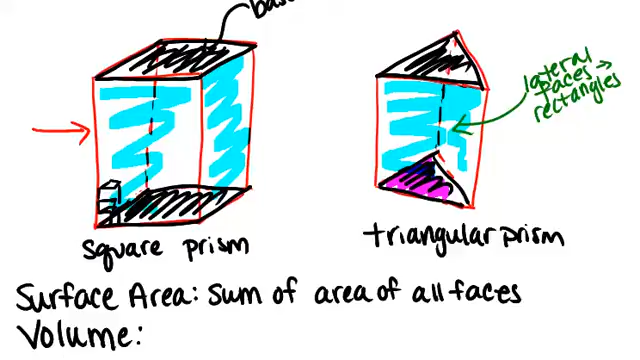 lateral
faces →
rectangles
square prism
triangular prism
Surface Area: Sum of area of all faces
Volume: